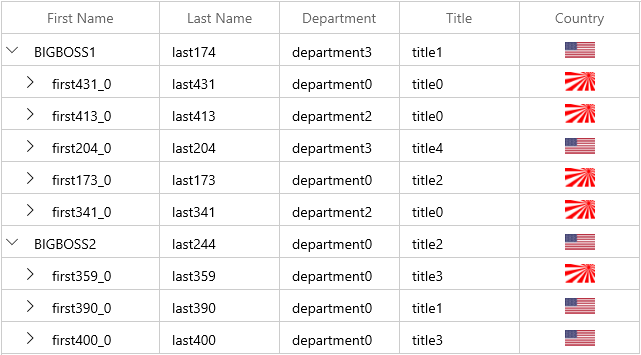 First Name Last Name Department Title Country
BIGBOSS1 last174 department3 title1
first431_0 last431 department0 title0
first413_0 last413 department2 title0
first204_0 last204 department3 title4
first173_0 last173 department0 title2
first341_0 last341 department2 title0
BIGBOSS2 last244 department0 title2
first359_0 last359 department0 title3
first390_0 last390 department0 title1
first400_0 last400 department0 title3